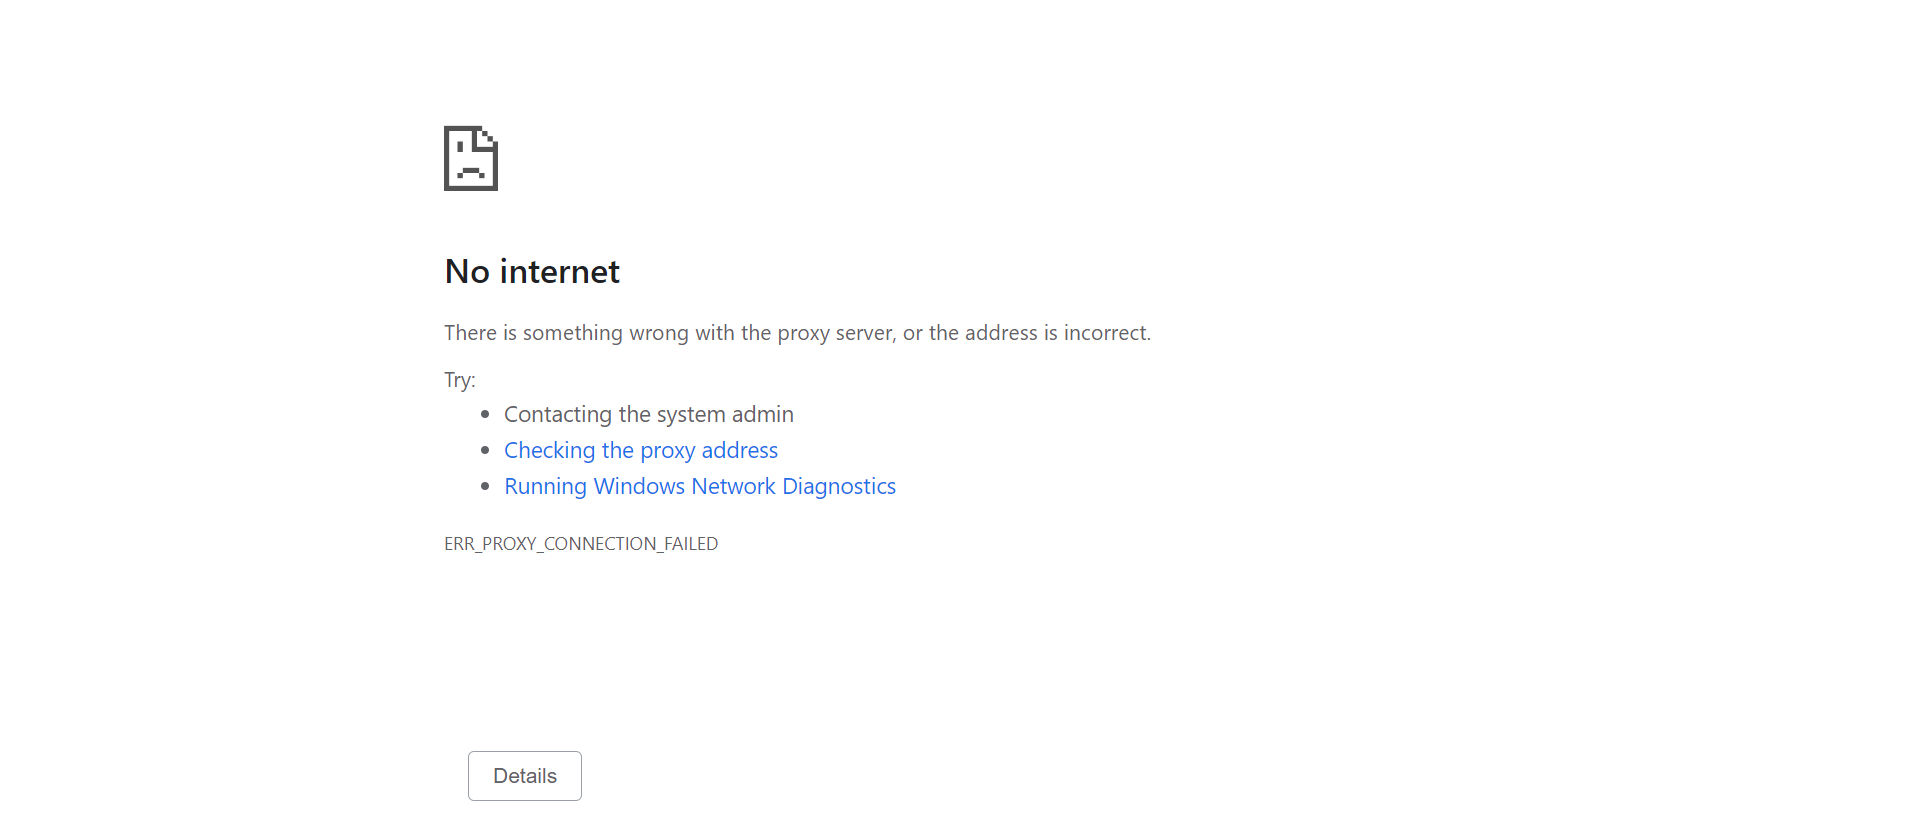 No internet
There is something wrong with the proxy server, or the address is incorrect.
Try:
Contacting the system admin
Checking the proxy address
Running Windows Network Diagnostics
ERR_PROXY_CONNECTION_FAILED
Details